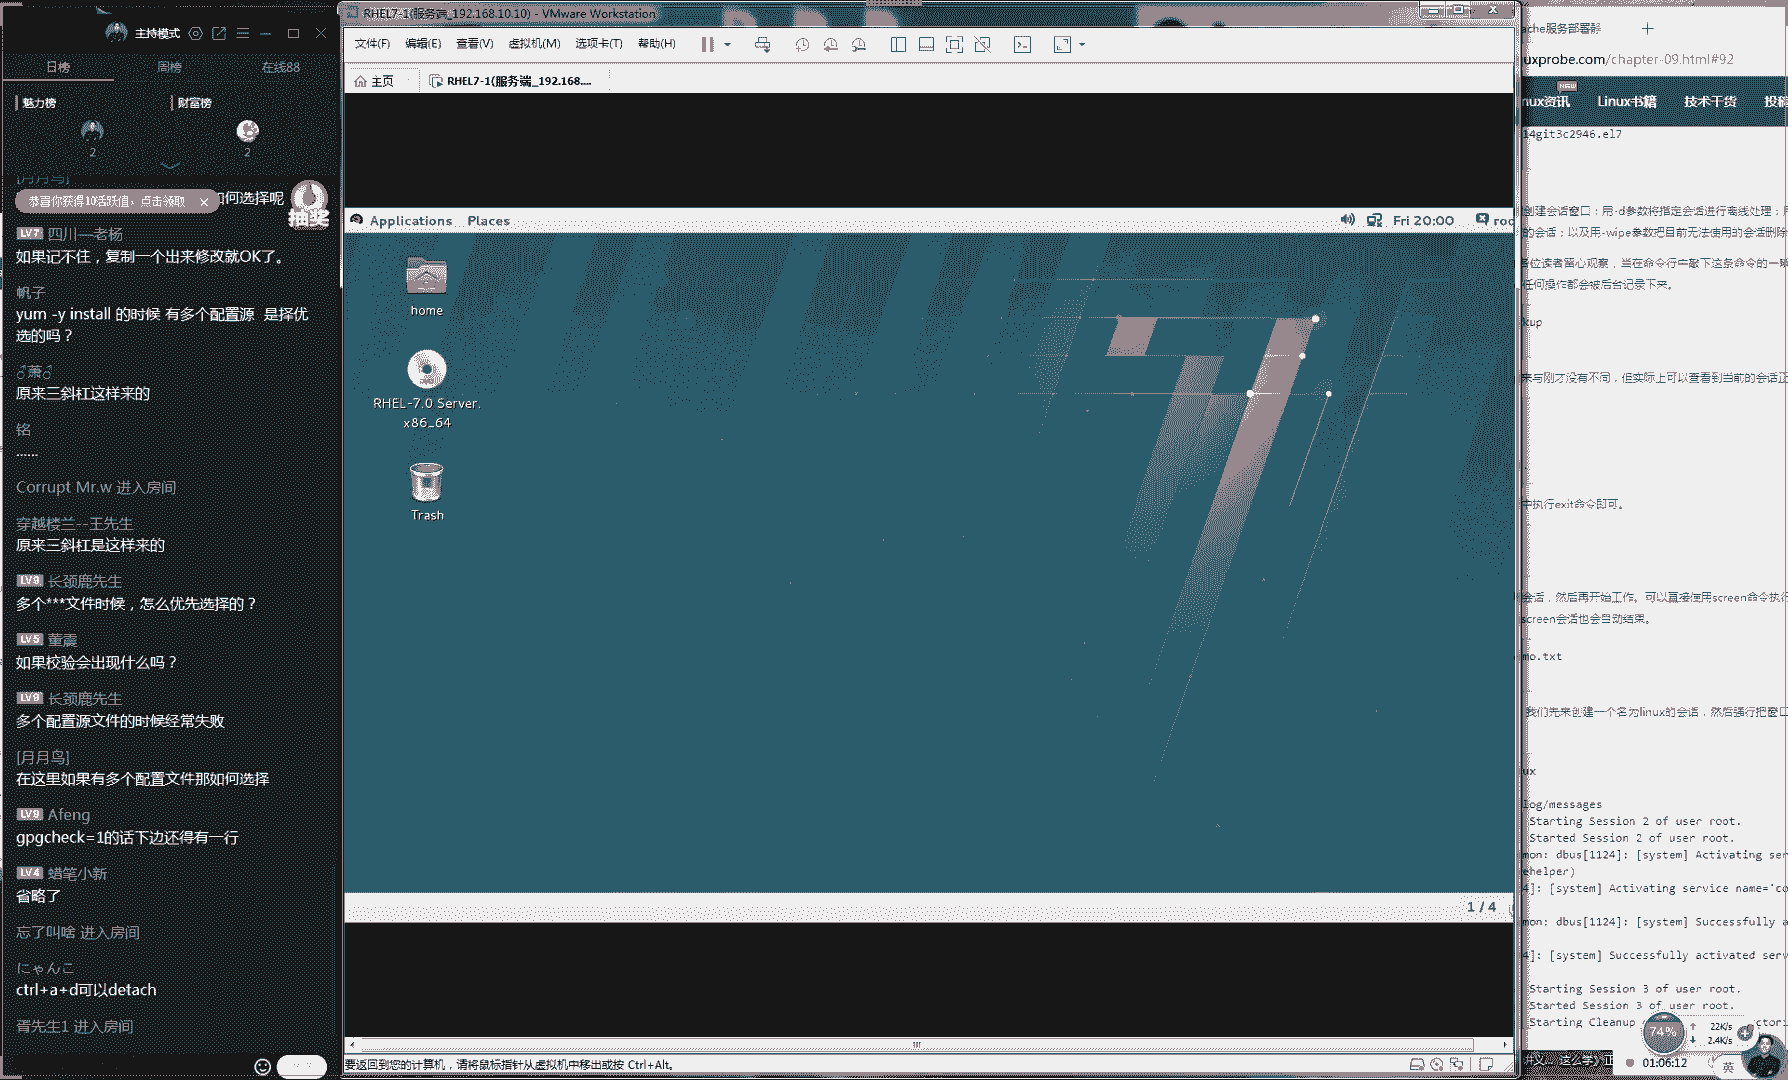 主持模式
日榜 周榜 在线88
魅力榜 财富榜
2 2
[月月鸟]
恭喜你获得10活跃值，点击领取 × 如何选择呢
抽奖
LV7 四川—老杨
如果记不住，复制一个出来修改就OK了。
帆子
yum -y install 的时候 有多个配置源 是择优
选的吗？
♂萧♂
原来三斜杠这样来的
铭
......
Corrupt Mr.w 进入房间
穿越楼兰--王先生
原来三斜杠是这样来的
LV9 长颈鹿先生
多个***文件时候，怎么优先选择的？
LV5 董震
如果校验会出现什么吗？
LV9 长颈鹿先生
多个配置源文件的时候经常失败
[月月鸟]
在这里如果有多个配置文件那如何选择
LV9 Afeng
gpgcheck=1的话下边还得有一行
LV4 蜡笔小新
省略了
忘了叫啥 进入房间
にゃんこ
ctrl+a+d可以detach
胥先生1 进入房间
RHEL7-1(服务端_192.168.10.10) - VMware Workstation
文件(F) 编辑(E) 查看(V) 虚拟机(M) 选项卡(T) 帮助(H)
主页 RHEL7-1(服务端_192.168....
Applications Places Fri 20:00 roo
home
RHEL-7.0 Server.
x86_64
Trash
1 / 4
要返回到您的计算机，请将鼠标指针从虚拟机中移出或按 Ctrl+Alt。
ache服务部署静
uxprobe.com/chapter-09.html#92
NEW
nux资讯 Linux书籍 技术干货 投稿
14git3c2946.el7
创建会话窗口；用-d参数将指定会话进行离线处理；用
的会话；以及用-wipe参数把目前无法使用的会话删除
各位读者留心观察，当在命令行中敲下这条命令的一瞬
任何操作都会被后台记录下来。
kup
来与刚才没有不同，但实际上可以查看到当前的会话正
中执行exit命令即可。
会话，然后再开始工作。可以直接使用screen命令执行
screen会话也会自动结束。
mo.txt
我们先来创建一个名为linux的会话，然后强行把窗口
ux
log/messages
Starting Session 2 of user root.
Started Session 2 of user root.
mon: dbus[1124]: [system] Activating ser
ehelper)
4]: [system] Activating service name='co
mon: dbus[1124]: [system] Successfully a
4]: [system] Successfully activated serv
Starting Session 3 of user root.
Started Session 3 of user root.
Starting Cleanup
74% 22K/s
2.4K/s
01:06:12 英